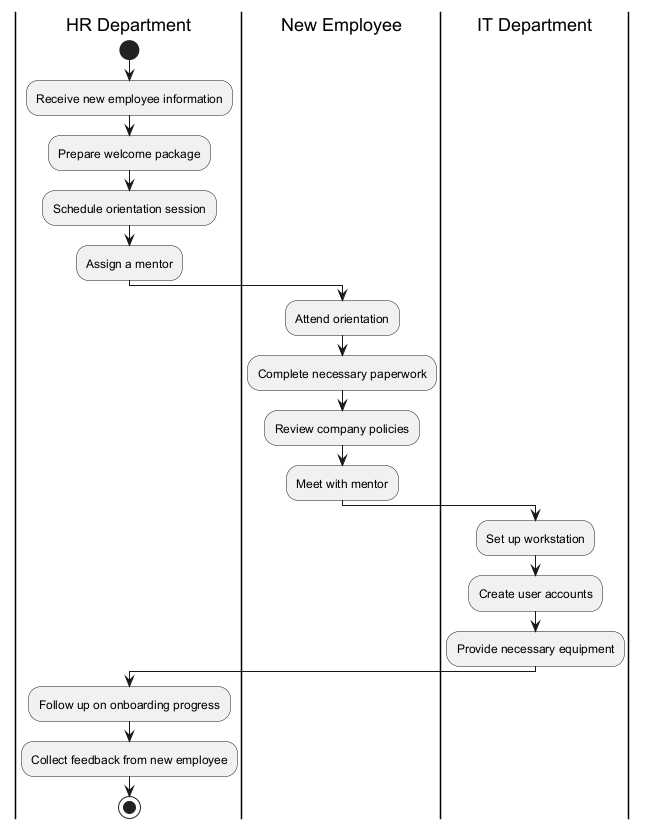 HR Department
New Employee
IT Department
Receive new employee information
Prepare welcome package
Schedule orientation session
Assign a mentor
Attend orientation
Complete necessary paperwork
Review company policies
Meet with mentor
Set up workstation
Create user accounts
Provide necessary equipment
Follow up on onboarding progress
Collect feedback from new employee